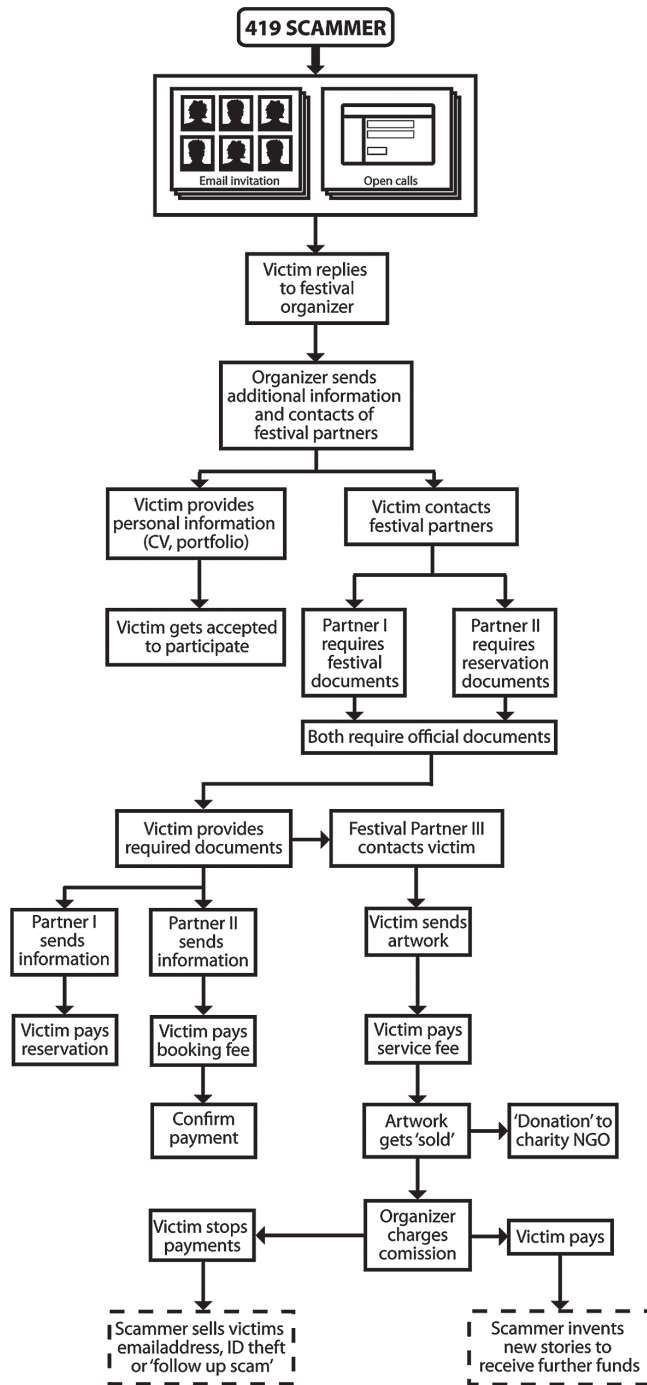 419 SCAMMER
Email invitation
Open calls
Victim replies
to festival
organizer
Organizer sends
additional information
and contacts of
festival partners
Victim provides
personal information
(CV, portfolio)
Victim contacts
festival partners
Victim gets accepted
to participate
Partner I
requires
festival
documents
Partner II
requires
reservation
documents
Both require official documents
Victim provides
required documents
Festival Partner III
contacts victim
Partner I
sends
information
Partner II
sends
information
Victim sends
artwork
Victim pays
reservation
Victim pays
booking fee
Victim pays
service fee
Confirm
payment
Artwork
gets ‘sold’
‘Donation’ to
charity NGO
Victim stops
payments
Organizer
charges
comission
Victim pays
Scammer sells victims
emailaddress, ID theft
or ‘follow up scam’
Scammer invents
new stories to
receive further funds